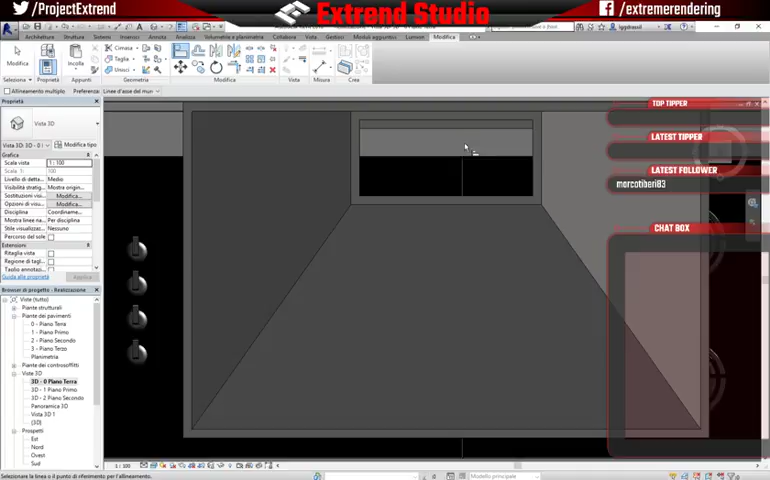 /ProjectExtrend
Extrend Studio
/extremerendering
Architettura Struttura Sistemi Inserisci Annota Analizza Volumetrie e planimetria Collabora Vista Gestisci Moduli aggiuntivi Lumion Modifica
Modifica
Incolla
Cimatura
Taglia
Unisci
Seleziona Proprietà Appunti Geometria Modifica Vista Misura Crea
Allineamento multiplo Preferenza:
Proprietà
Vista 3D
Modifica tipo
Grafica
Scala vista 1 : 100
Scala 1: 100
Livello di detta... Medio
Visibilità stratig... Mostra origin...
Sostituzioni visi... Modifica...
Opzioni di visu... Modifica...
Disciplina Coordinam...
Mostra linee na... Per disciplina
Stile visualizzaz... Nessuno
Percorso del sole
Estensioni
Ritaglia vista
Regione di tagl...
Taglio annotaz...
Guida alle proprietà Applica
Browser di progetto - Realizzazione
Viste (tutto)
Piante strutturali
Piante dei pavimenti
0 - Piano Terra
1 - Piano Primo
2 - Piano Secondo
3 - Piano Terzo
Planimetria
Piante dei controsoffitti
Viste 3D
3D - 0 Piano Terra
3D - 1 Piano Primo
3D - 2 Piano Secondo
Panoramica 3D
Vista 3D 1
{3D}
Prospetti
Est
Nord
Ovest
Sud
TOP TIPPER
LATEST TIPPER
LATEST FOLLOWER
marcotiberi83
CHAT BOX
1 : 100
Selezionare la linea o il punto di riferimento per l'allineamento.
Modello principale